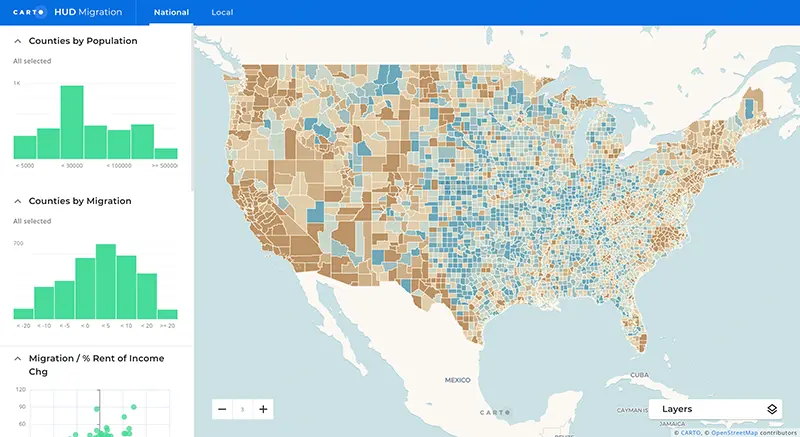 CARTO HUD Migration National Local
Counties by Population
All selected
1K
< 5000 < 30000 < 100000 >= 500000
Counties by Migration
All selected
700
< -20 < -10 < -5 < 0 < 5 < 10 < 20 >= 20
Migration / % Rent of Income
Chg
120
90
60
MÉXICO
CUBA
CAYMAN IS
JAMAICA
3
CARTO
Layers
© CARTO, © OpenStreetMap contributors